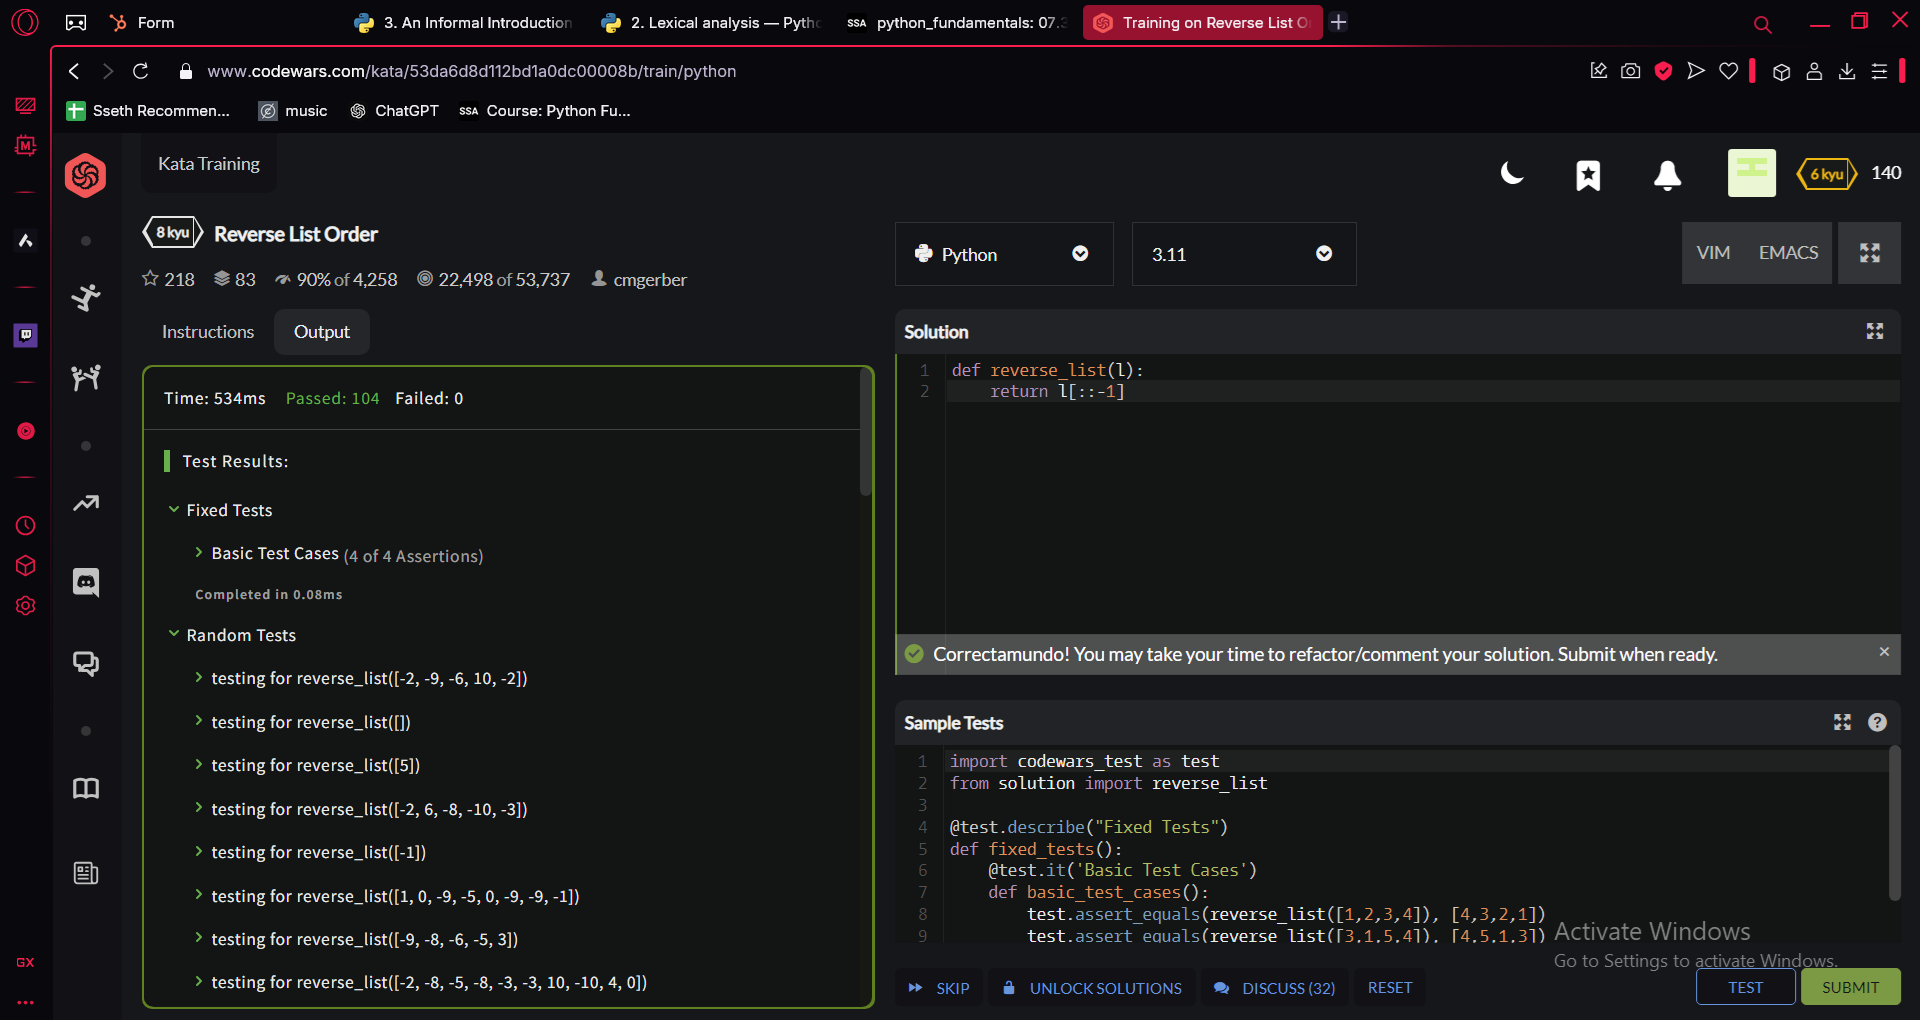 Form
3. An Informal Introduction
2. Lexical analysis — Pyth
SSA python_fundamentals: 07.3
Training on Reverse List O
www.codewars.com/kata/53da6d8d112bd1a0dc00008b/train/python
Sseth Recommen...
music
ChatGPT
SSA Course: Python Fu...
Kata Training
6 kyu
140
8 kyu
Reverse List Order
218
83
90% of 4,258
22,498 of 53,737
cmgerber
Python
3.11
VIM
EMACS
Instructions
Output
Time: 534ms Passed: 104 Failed: 0
Test Results:
Fixed Tests
Basic Test Cases (4 of 4 Assertions)
Completed in 0.08ms
Random Tests
testing for reverse_list([-2, -9, -6, 10, -2])
testing for reverse_list([])
testing for reverse_list([5])
testing for reverse_list([-2, 6, -8, -10, -3])
testing for reverse_list([-1])
testing for reverse_list([1, 0, -9, -5, 0, -9, -9, -1])
testing for reverse_list([-9, -8, -6, -5, 3])
testing for reverse_list([-2, -8, -5, -8, -3, -3, 10, -10, 4, 0])
Solution
1 def reverse_list(l):
2 return l[::-1]
Correctamundo! You may take your time to refactor/comment your solution. Submit when ready.
Sample Tests
1 import codewars_test as test
2 from solution import reverse_list
3
4 @test.describe("Fixed Tests")
5 def fixed_tests():
6 @test.it('Basic Test Cases')
7 def basic_test_cases():
8 test.assert_equals(reverse_list([1,2,3,4]), [4,3,2,1])
9 test.assert_equals(reverse_list([3,1,5,4]), [4,5,1,3])
Activate Windows
Go to Settings to activate Windows.
SKIP
UNLOCK SOLUTIONS
DISCUSS (32)
RESET
TEST
SUBMIT
GX
M